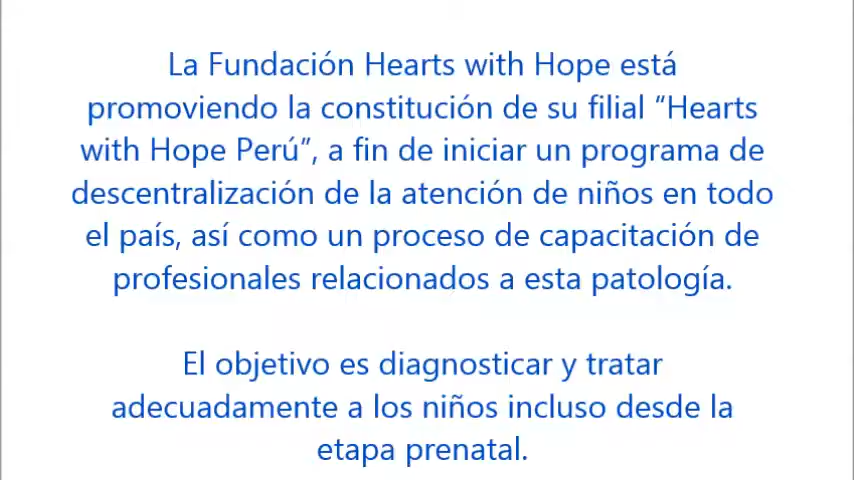 La Fundación Hearts with Hope está
promoviendo la constitución de su filial “Hearts
with Hope Perú”, a fin de iniciar un programa de
descentralización de la atención de niños en todo
el país, así como un proceso de capacitación de
profesionales relacionados a esta patología.
El objetivo es diagnosticar y tratar
adecuadamente a los niños incluso desde la
etapa prenatal.